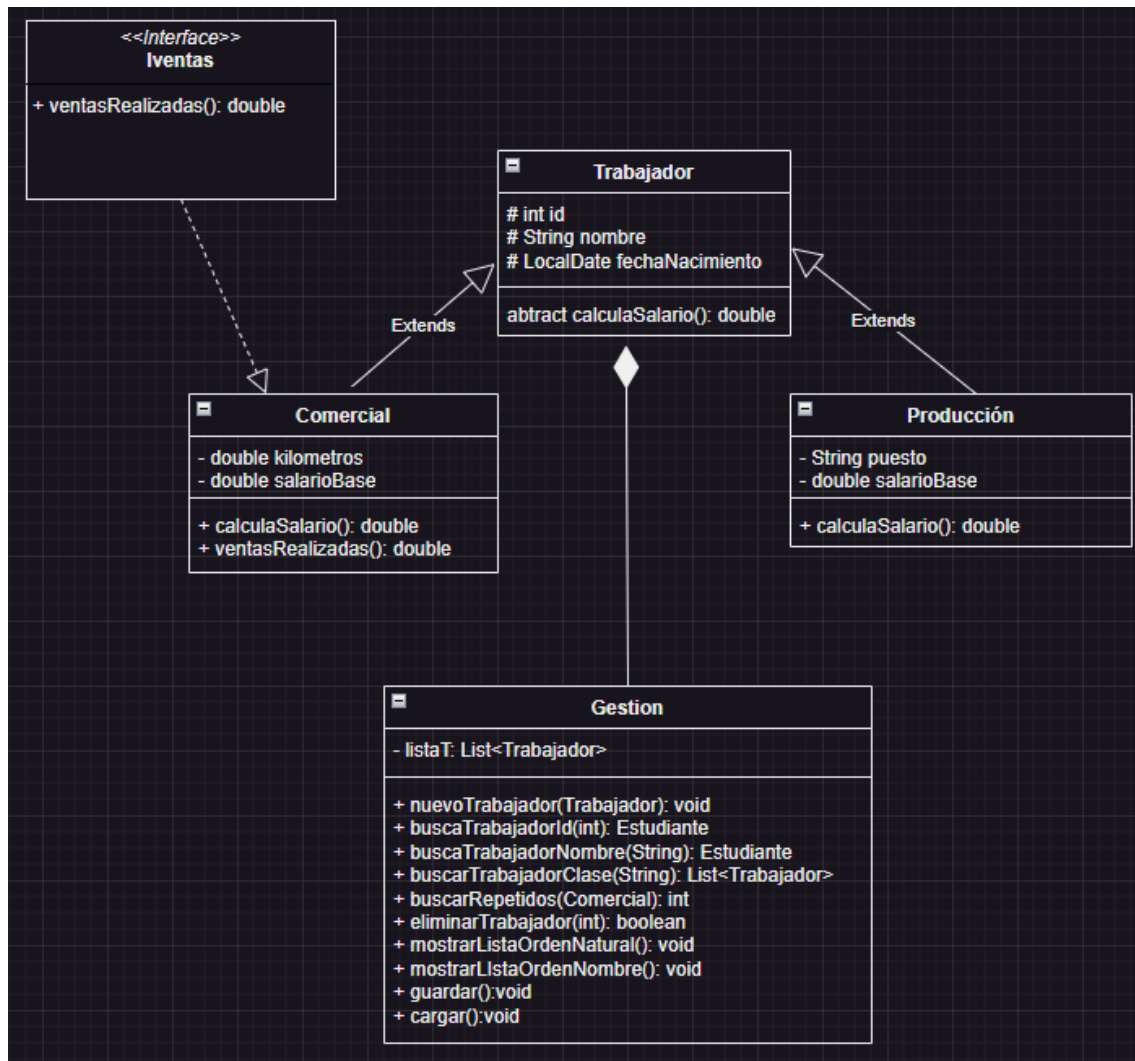 <<Interface>>
Iventas
+ ventasRealizadas(): double
Trabajador
# int id
# String nombre
# LocalDate fechaNacimiento
abtract calculaSalario(): double
Extends
Extends
Comercial
- double kilometros
- double salarioBase
+ calculaSalario(): double
+ ventasRealizadas(): double
Producción
- String puesto
- double salarioBase
+ calculaSalario(): double
Gestion
- listaT: List<Trabajador>
+ nuevoTrabajador(Trabajador): void
+ buscaTrabajadorId(int): Estudiante
+ buscaTrabajadorNombre(String): Estudiante
+ buscarTrabajadorClase(String): List<Trabajador>
+ buscarRepetidos(Comercial): int
+ eliminarTrabajador(int): boolean
+ mostrarListaOrdenNatural(): void
+ mostrarLIstaOrdenNombre(): void
+ guardar():void
+ cargar():void